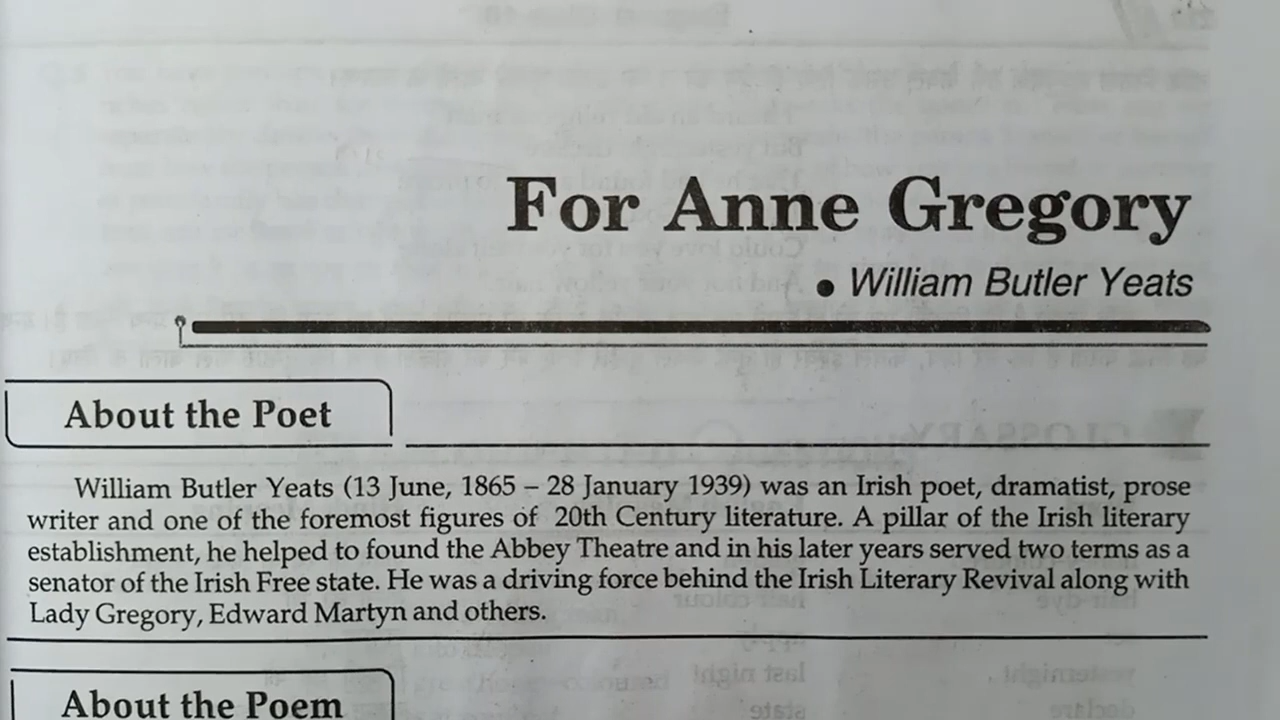 For Anne Gregory
• William Butler Yeats
About the Poet
William Butler Yeats (13 June, 1865 – 28 January 1939) was an Irish poet, dramatist, prose
writer and one of the foremost figures of 20th Century literature. A pillar of the Irish literary
establishment, he helped to found the Abbey Theatre and in his later years served two terms as a
senator of the Irish Free state. He was a driving force behind the Irish Literary Revival along with
Lady Gregory, Edward Martyn and others.
About the Poem